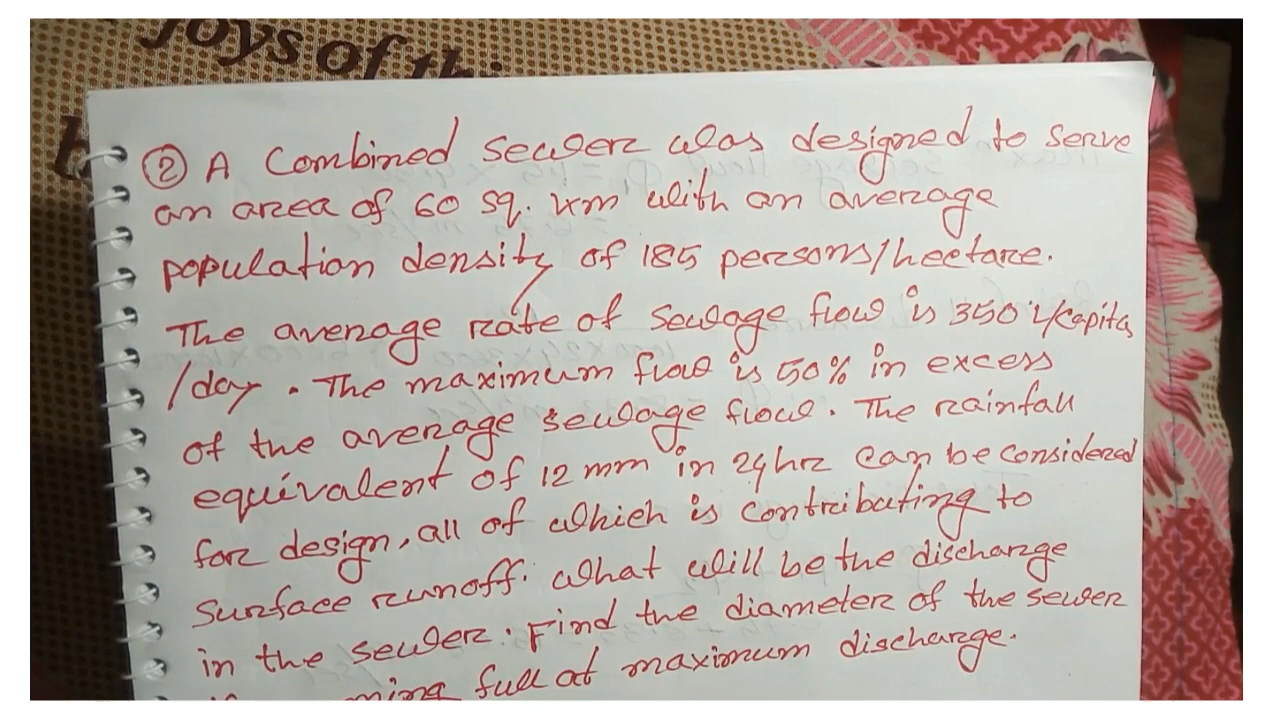 Joys of thi
② A Combined sewer was designed to serve
an area of 60 sq. km with an average
population density of 185 persons/hectare.
The average rate of sewage flow is 350 l/Capita
/day. The maximum flow is 50% in excess
of the average sewage flow. The rainfall
equivalent of 12 mm in 24 hr can be considered
for design, all of which is contributing to
surface runoff. What will be the discharge
in the sewer. Find the diameter of the sewer
full at maximum discharge.